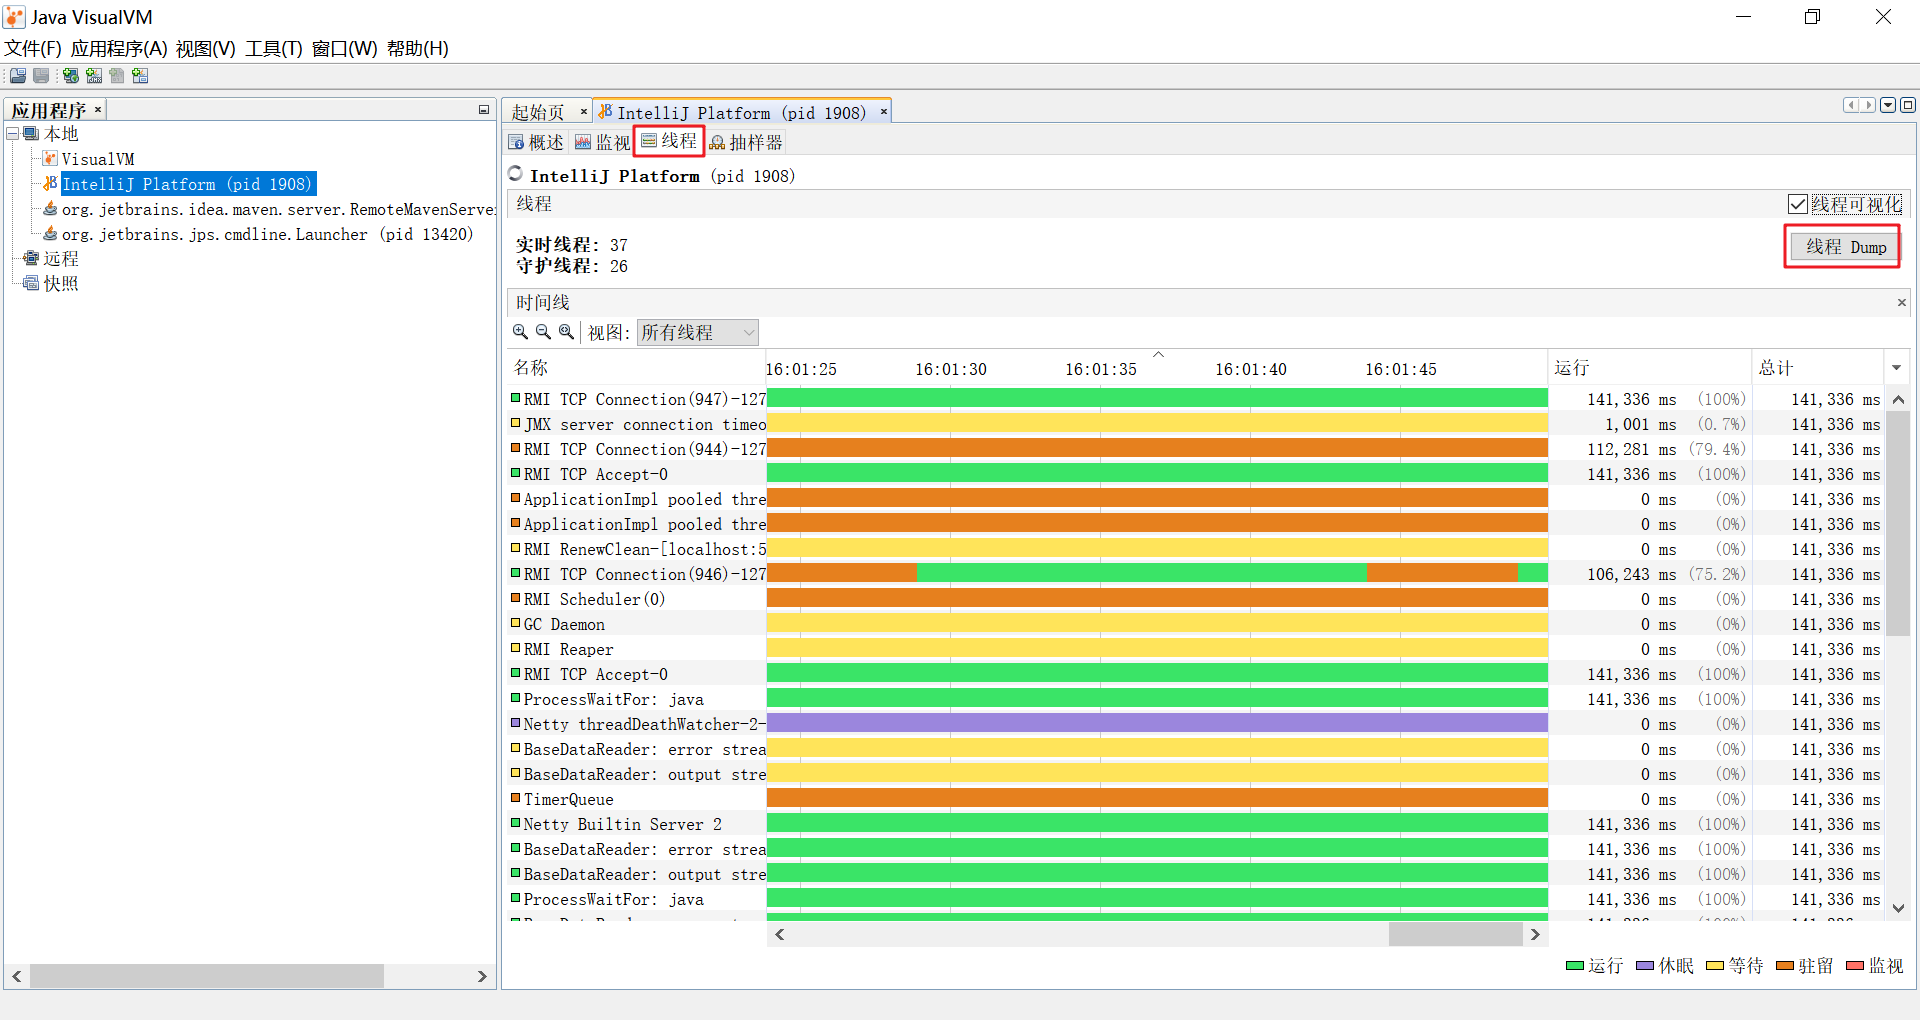 Java VisualVM
文件(F) 应用程序(A) 视图(V) 工具(T) 窗口(W) 帮助(H)
应用程序
本地
VisualVM
IntelliJ Platform (pid 1908)
org.jetbrains.idea.maven.server.RemoteMavenServer
org.jetbrains.jps.cmdline.Launcher (pid 13420)
远程
快照
起始页 IntelliJ Platform (pid 1908)
概述 监视 线程 抽样器
IntelliJ Platform (pid 1908)
线程 线程可视化
实时线程: 37
守护线程: 26
线程 Dump
时间线
视图: 所有线程
名称 16:01:25 16:01:30 16:01:35 16:01:40 16:01:45 运行 总计
RMI TCP Connection(947)-127 141,336 ms (100%) 141,336 ms
JMX server connection timeo 1,001 ms (0.7%) 141,336 ms
RMI TCP Connection(944)-127 112,281 ms (79.4%) 141,336 ms
RMI TCP Accept-0 141,336 ms (100%) 141,336 ms
ApplicationImpl pooled thre 0 ms (0%) 141,336 ms
ApplicationImpl pooled thre 0 ms (0%) 141,336 ms
RMI RenewClean-[localhost:5 0 ms (0%) 141,336 ms
RMI TCP Connection(946)-127 106,243 ms (75.2%) 141,336 ms
RMI Scheduler(0) 0 ms (0%) 141,336 ms
GC Daemon 0 ms (0%) 141,336 ms
RMI Reaper 0 ms (0%) 141,336 ms
RMI TCP Accept-0 141,336 ms (100%) 141,336 ms
ProcessWaitFor: java 141,336 ms (100%) 141,336 ms
Netty threadDeathWatcher-2- 0 ms (0%) 141,336 ms
BaseDataReader: error strea 0 ms (0%) 141,336 ms
BaseDataReader: output stre 0 ms (0%) 141,336 ms
TimerQueue 0 ms (0%) 141,336 ms
Netty Builtin Server 2 141,336 ms (100%) 141,336 ms
BaseDataReader: error strea 141,336 ms (100%) 141,336 ms
BaseDataReader: output stre 141,336 ms (100%) 141,336 ms
ProcessWaitFor: java 141,336 ms (100%) 141,336 ms
运行 休眠 等待 驻留 监视